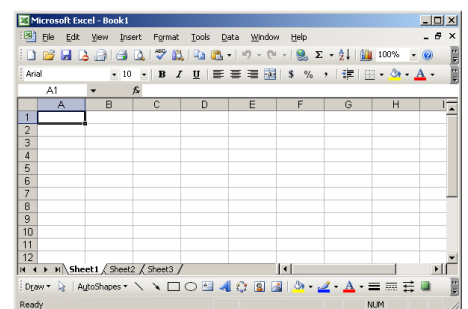 Microsoft Excel - Book1
File Edit View Insert Format Tools Data Window Help
Σ 100%
Arial 10 B I U $ % ,
A1 fx
A B C D E F G H I
1
2
3
4
5
6
7
8
9
10
11
12
Sheet1 Sheet2 Sheet3
Draw AutoShapes A
Ready NUM